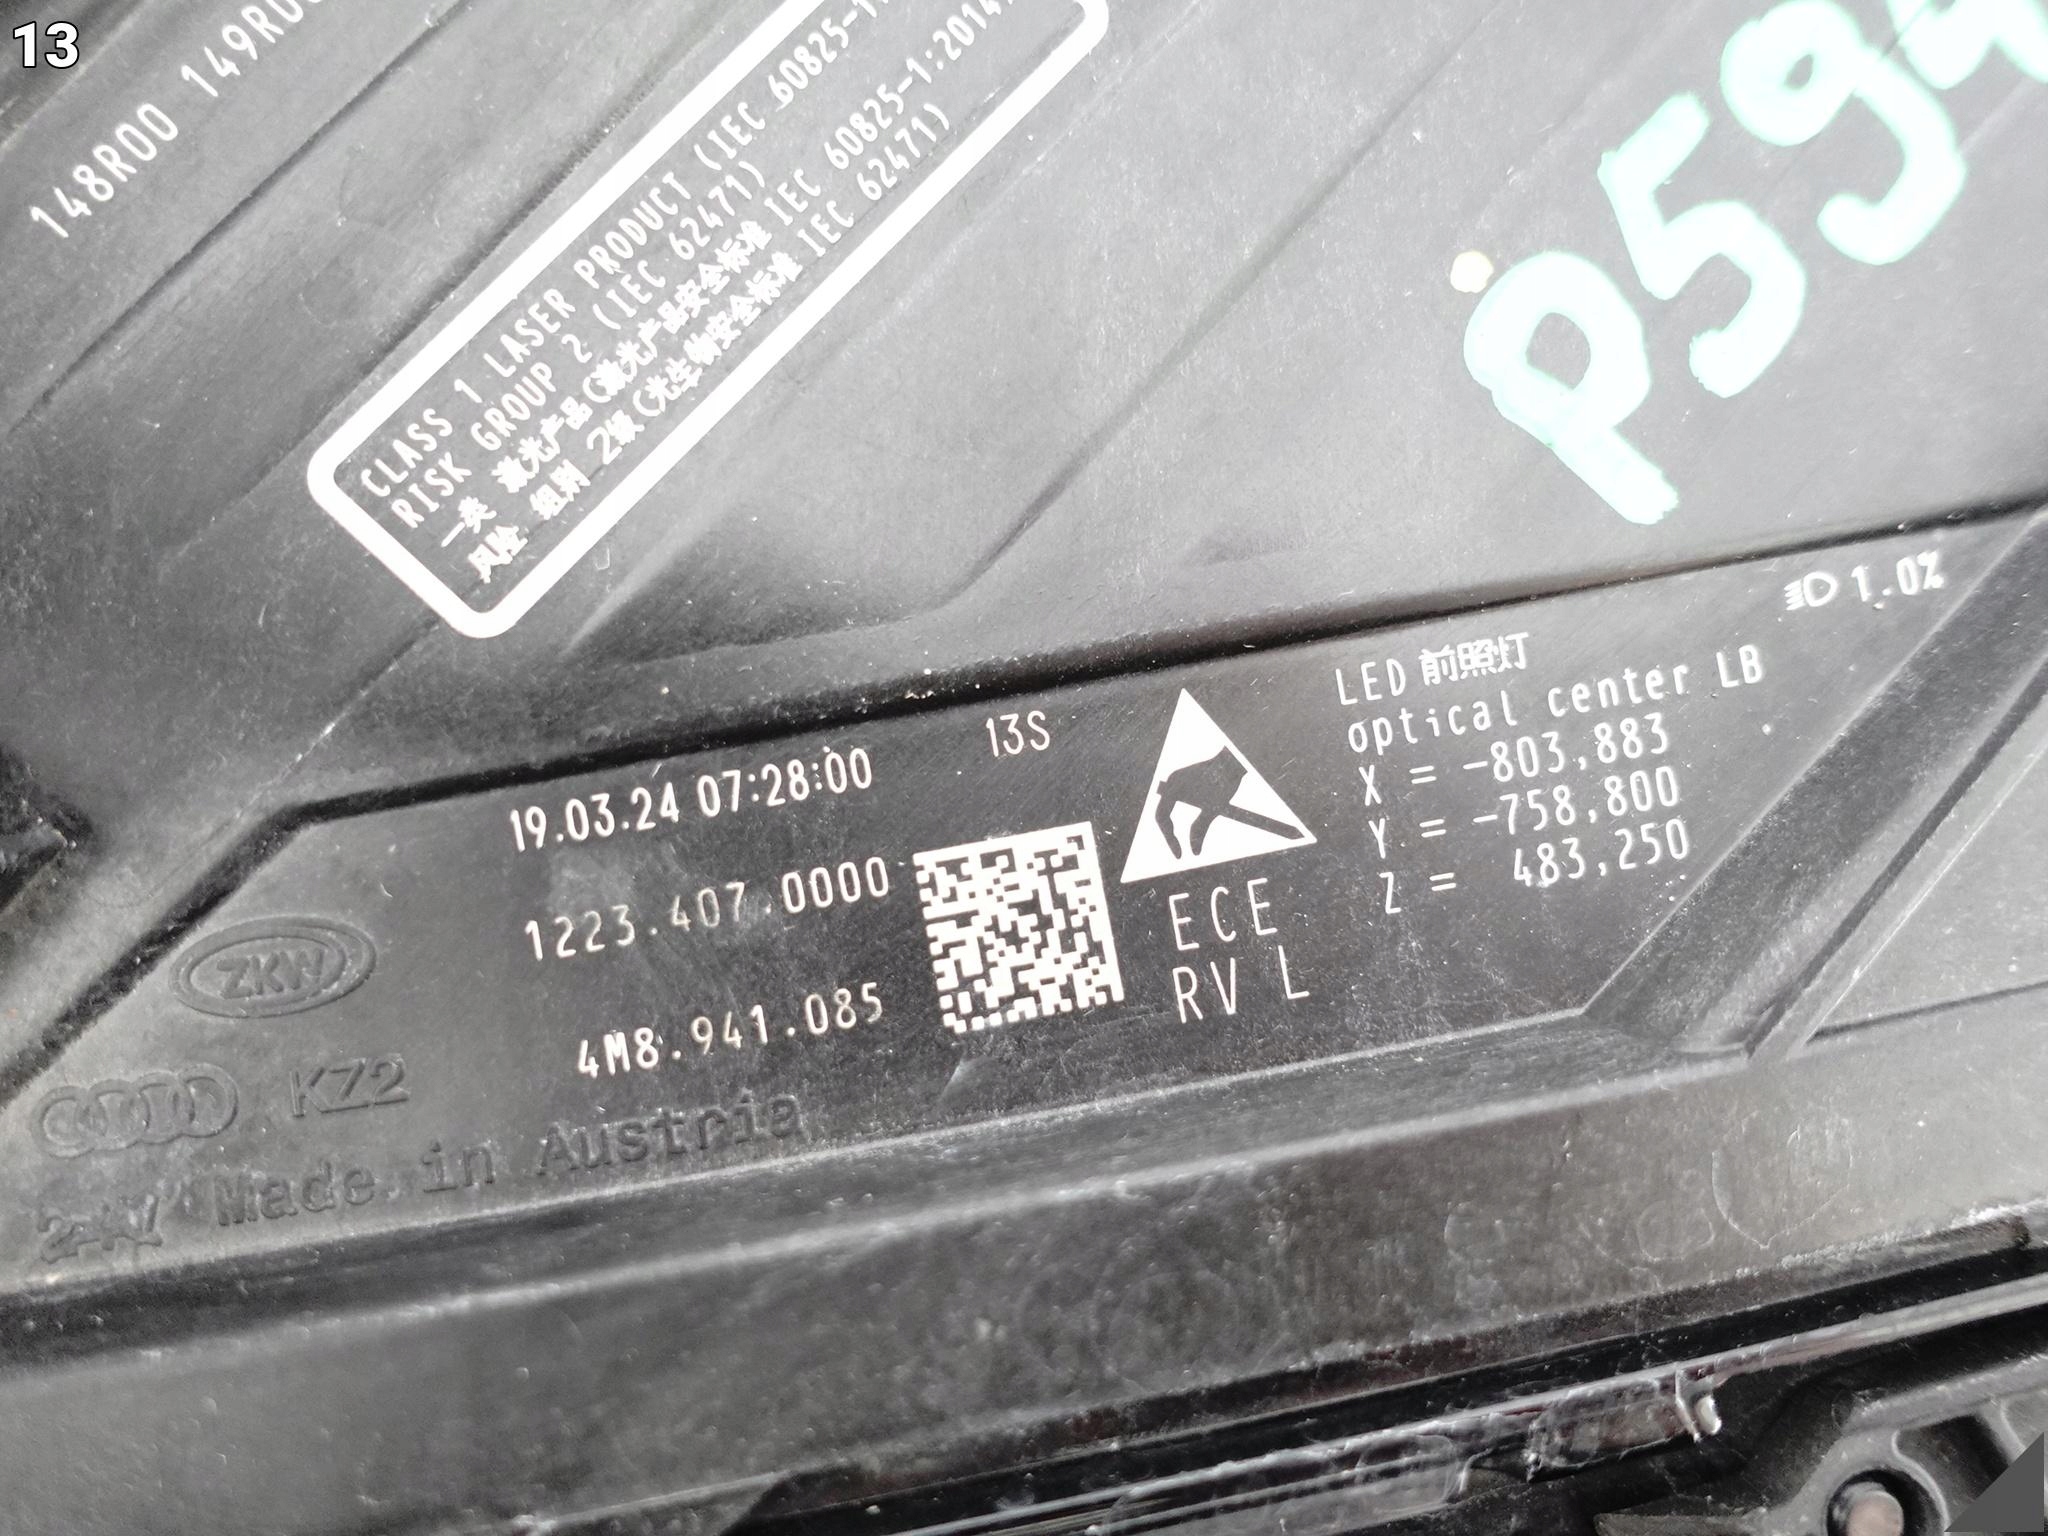 13
148R00 149R0
CLASS 1 LASER PRODUCT (IEC 60825-1
RISK GROUP 2 (IEC 62471)
一类 激光产品(激光产品安全标准 IEC 60825-1:2014
风险 组别 2级(光生物安全标准 IEC 62471)
P59
1.0%
LED 前照灯
optical center LB
X = -803,883
Y = -758,800
Z = 483,250
13S
19.03.24 07:28:00
1223.407.0000
4M8.941.085
ECE
RV L
ZKW
KZ2
Made in Austria